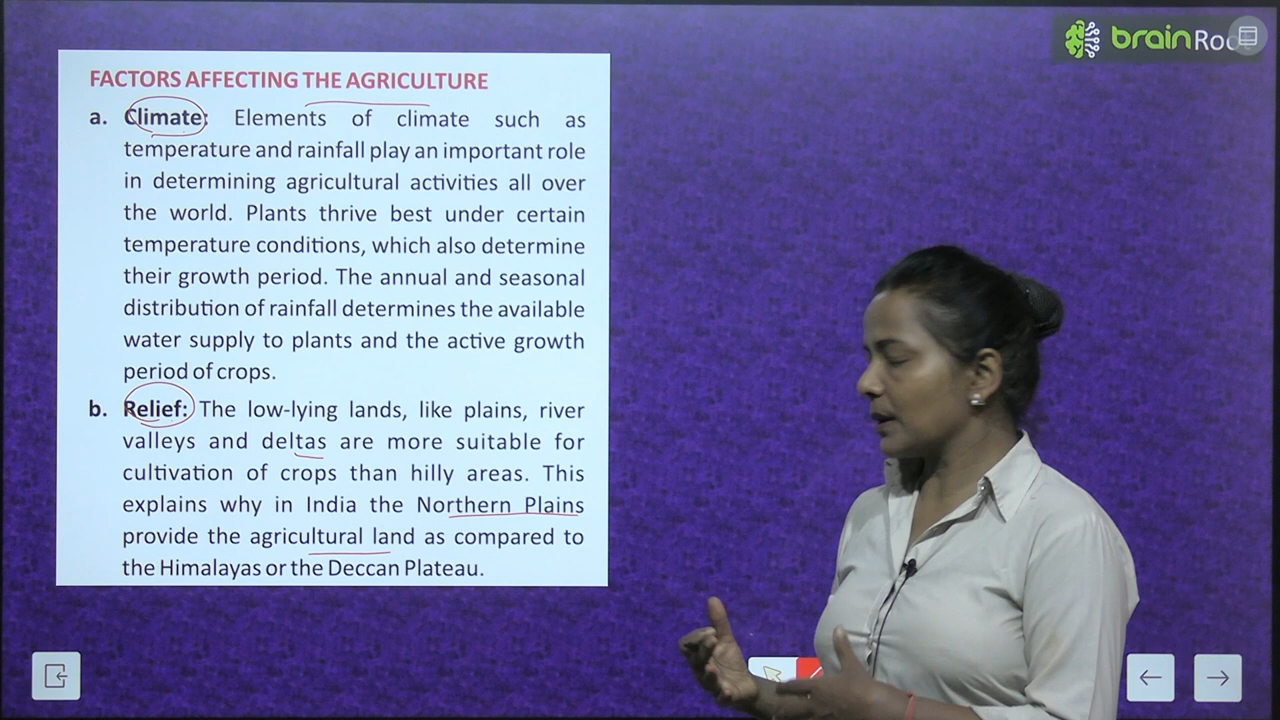 brainRoo
FACTORS AFFECTING THE AGRICULTURE
a. Climate: Elements of climate such as
temperature and rainfall play an important role
in determining agricultural activities all over
the world. Plants thrive best under certain
temperature conditions, which also determine
their growth period. The annual and seasonal
distribution of rainfall determines the available
water supply to plants and the active growth
period of crops.
b. Relief: The low-lying lands, like plains, river
valleys and deltas are more suitable for
cultivation of crops than hilly areas. This
explains why in India the Northern Plains
provide the agricultural land as compared to
the Himalayas or the Deccan Plateau.